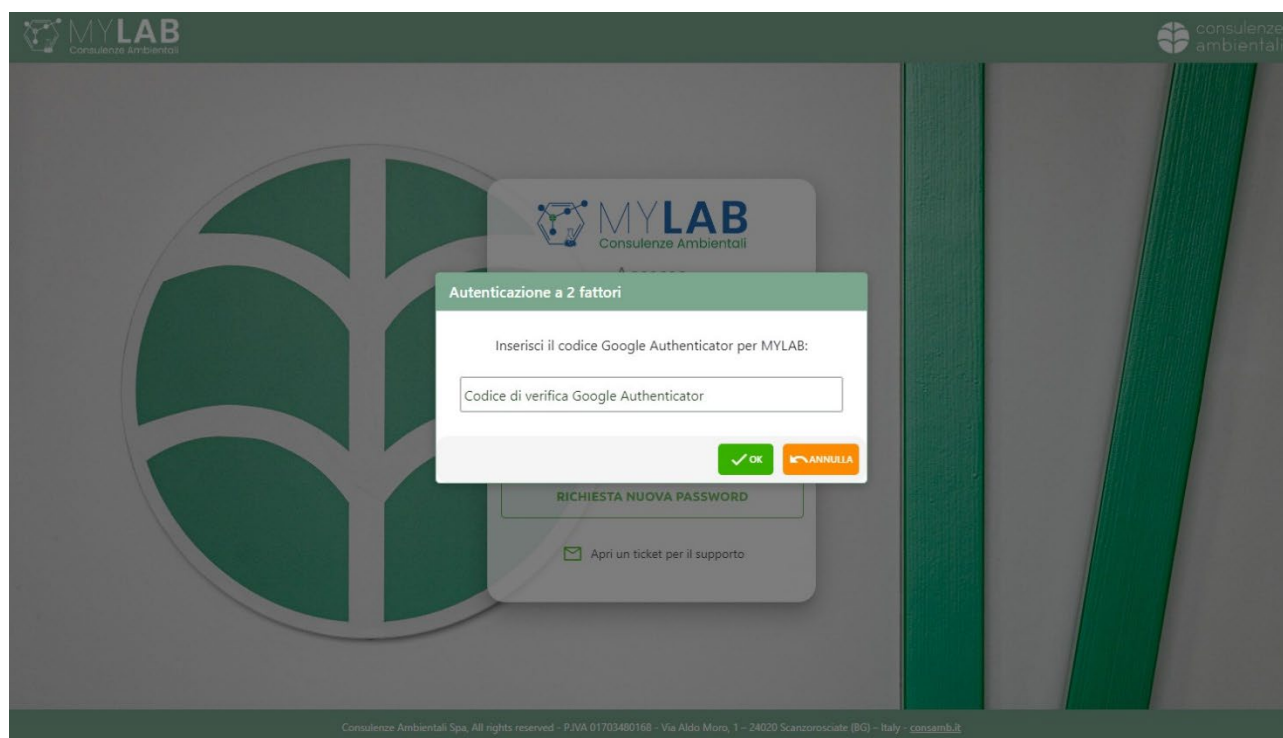 MYLAB
Consulenze Ambientali
consulenze
ambientali
MYLAB
Consulenze Ambientali
Autenticazione a 2 fattori
Inserisci il codice Google Authenticator per MYLAB:
Codice di verifica Google Authenticator
OK
ANNULLA
RICHIESTA NUOVA PASSWORD
Apri un ticket per il supporto
Consulenze Ambientali Spa, All rights reserved - P.IVA 01703480168 - Via Aldo Moro, 1 – 24020 Scanzorosciate (BG) – Italy - consamb.it